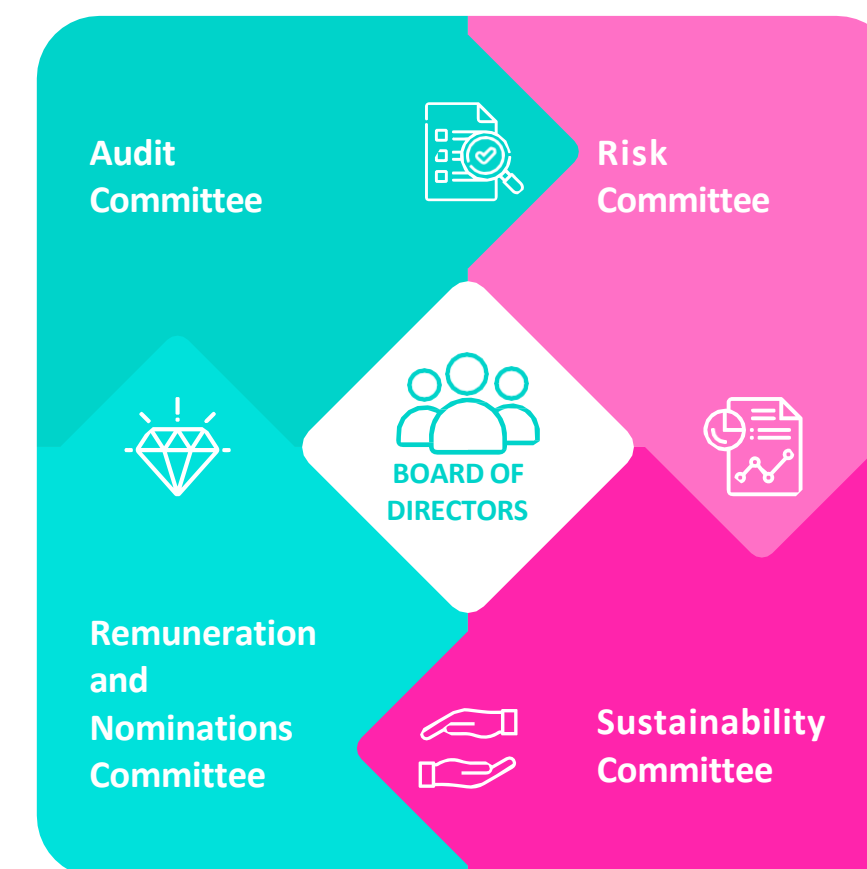 Audit
Committee
Risk
Committee
BOARD OF
DIRECTORS
Remuneration
and
Nominations
Committee
Sustainability
Committee